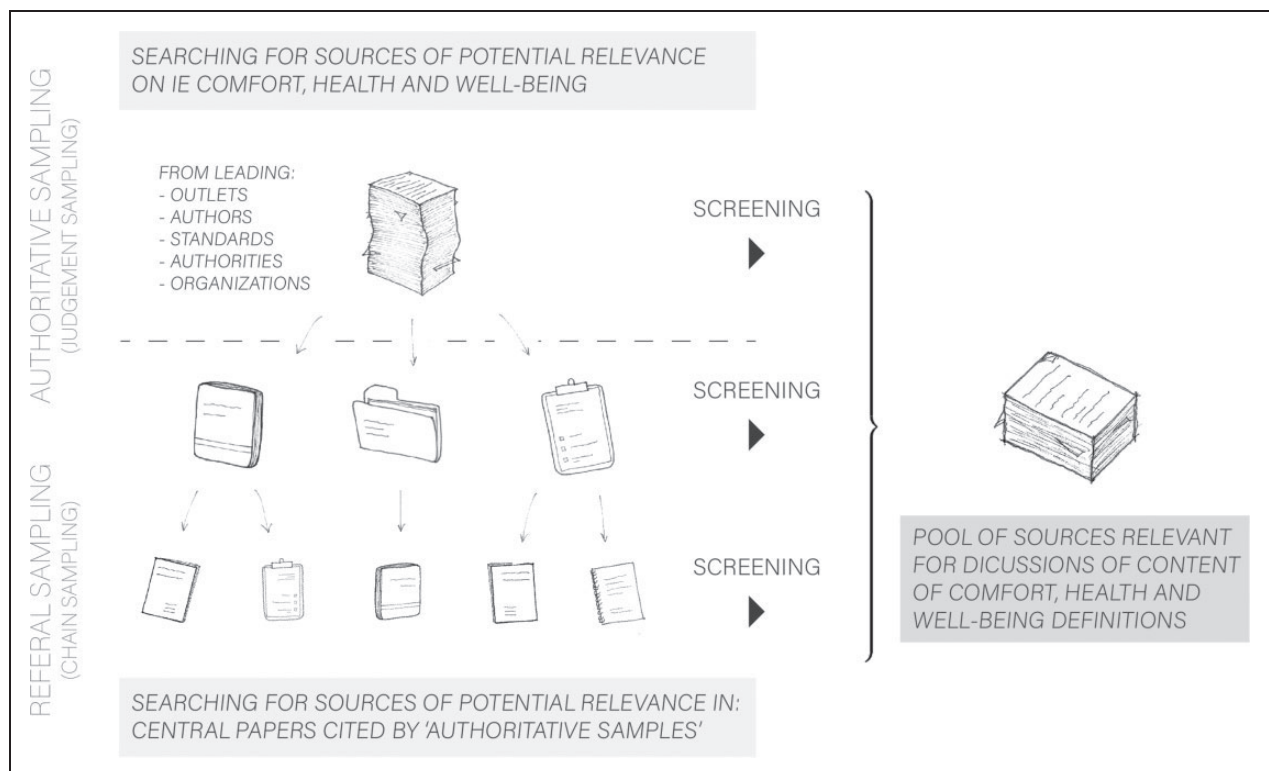 AUTHORITATIVE SAMPLING
(JUDGEMENT SAMPLING)
SEARCHING FOR SOURCES OF POTENTIAL RELEVANCE
ON IE COMFORT, HEALTH AND WELL-BEING
FROM LEADING:
- OUTLETS
- AUTHORS
- STANDARDS
- AUTHORITIES
- ORGANIZATIONS
SCREENING
SCREENING
REFERAL SAMPLING
(CHAIN SAMPLING)
SCREENING
SEARCHING FOR SOURCES OF POTENTIAL RELEVANCE IN:
CENTRAL PAPERS CITED BY ‘AUTHORITATIVE SAMPLES’
POOL OF SOURCES RELEVANT
FOR DICUSSIONS OF CONTENT
OF COMFORT, HEALTH AND
WELL-BEING DEFINITIONS